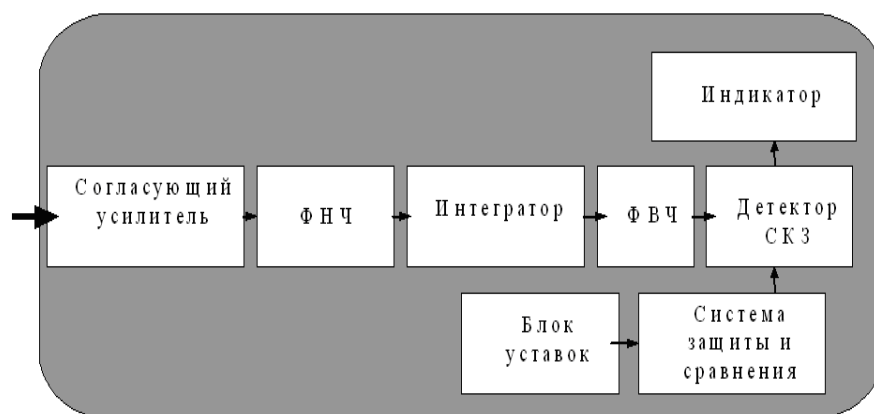 Индикатор
Согласующий
усилитель
ФНЧ
Интегратор
ФВЧ
Детектор
СКЗ
Блок
уставок
Система
защиты и
сравнения